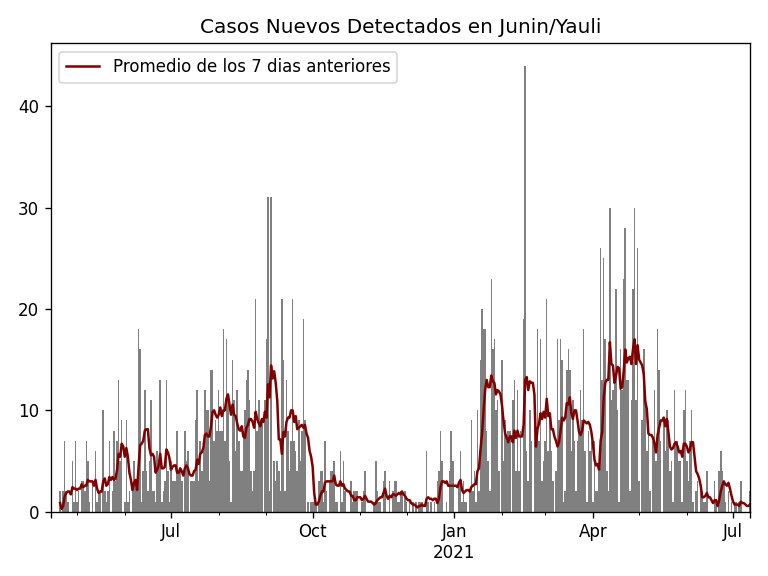 Casos Nuevos Detectados en Junin/Yauli
Promedio de los 7 dias anteriores
40
30
20
10
0
Jul
Oct
Jan
2021
Apr
Jul